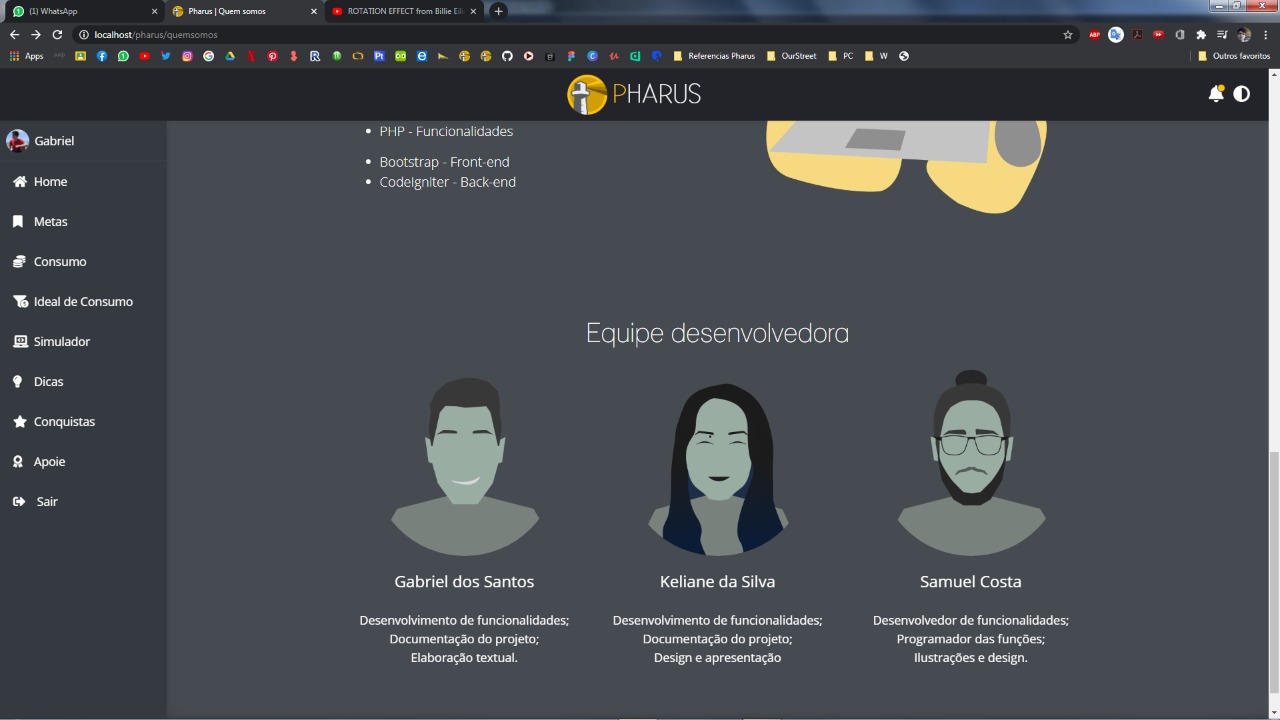 (1) WhatsApp
Pharus | Quem somos
ROTATION EFFECT from Billie Eili
localhost/pharus/quemsomos
Apps
Referencias Pharus
OurStreet
PC
W
Outros favoritos
PHARUS
Gabriel
Home
Metas
Consumo
Ideal de Consumo
Simulador
Dicas
Conquistas
Apoie
Sair
• PHP - Funcionalidades
• Bootstrap - Front-end
• CodeIgniter - Back-end
Equipe desenvolvedora
Gabriel dos Santos
Desenvolvimento de funcionalidades;
Documentação do projeto;
Elaboração textual.
Keliane da Silva
Desenvolvimento de funcionalidades;
Documentação do projeto;
Design e apresentação
Samuel Costa
Desenvolvedor de funcionalidades;
Programador das funções;
Ilustrações e design.